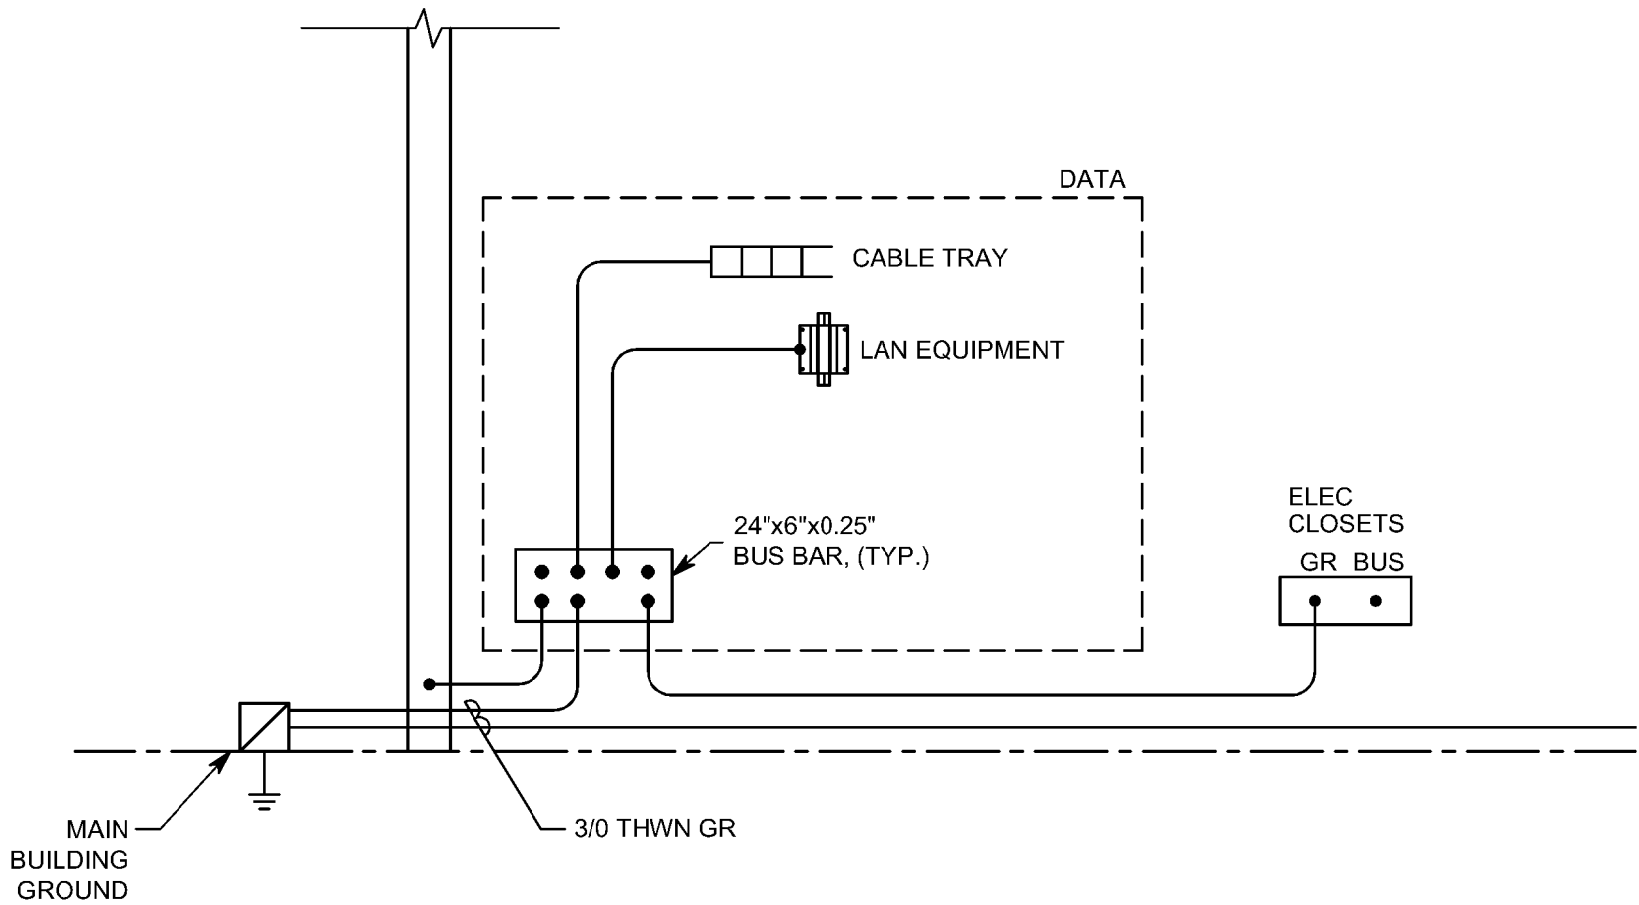 DATA
CABLE TRAY
LAN EQUIPMENT
24"x6"x0.25"
BUS BAR, (TYP.)
ELEC
CLOSETS
GR BUS
MAIN
BUILDING
GROUND
3/0 THWN GR